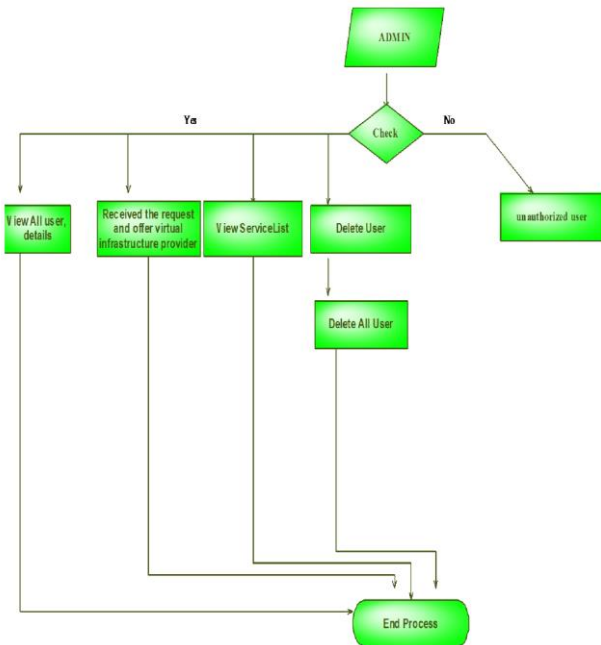 ADMIN
Yes
Check
No
View All user,
details
Received the request
and offer virtual
infrastructure provider
View ServiceList
Delete User
unauthorized user
Delete All User
End Process